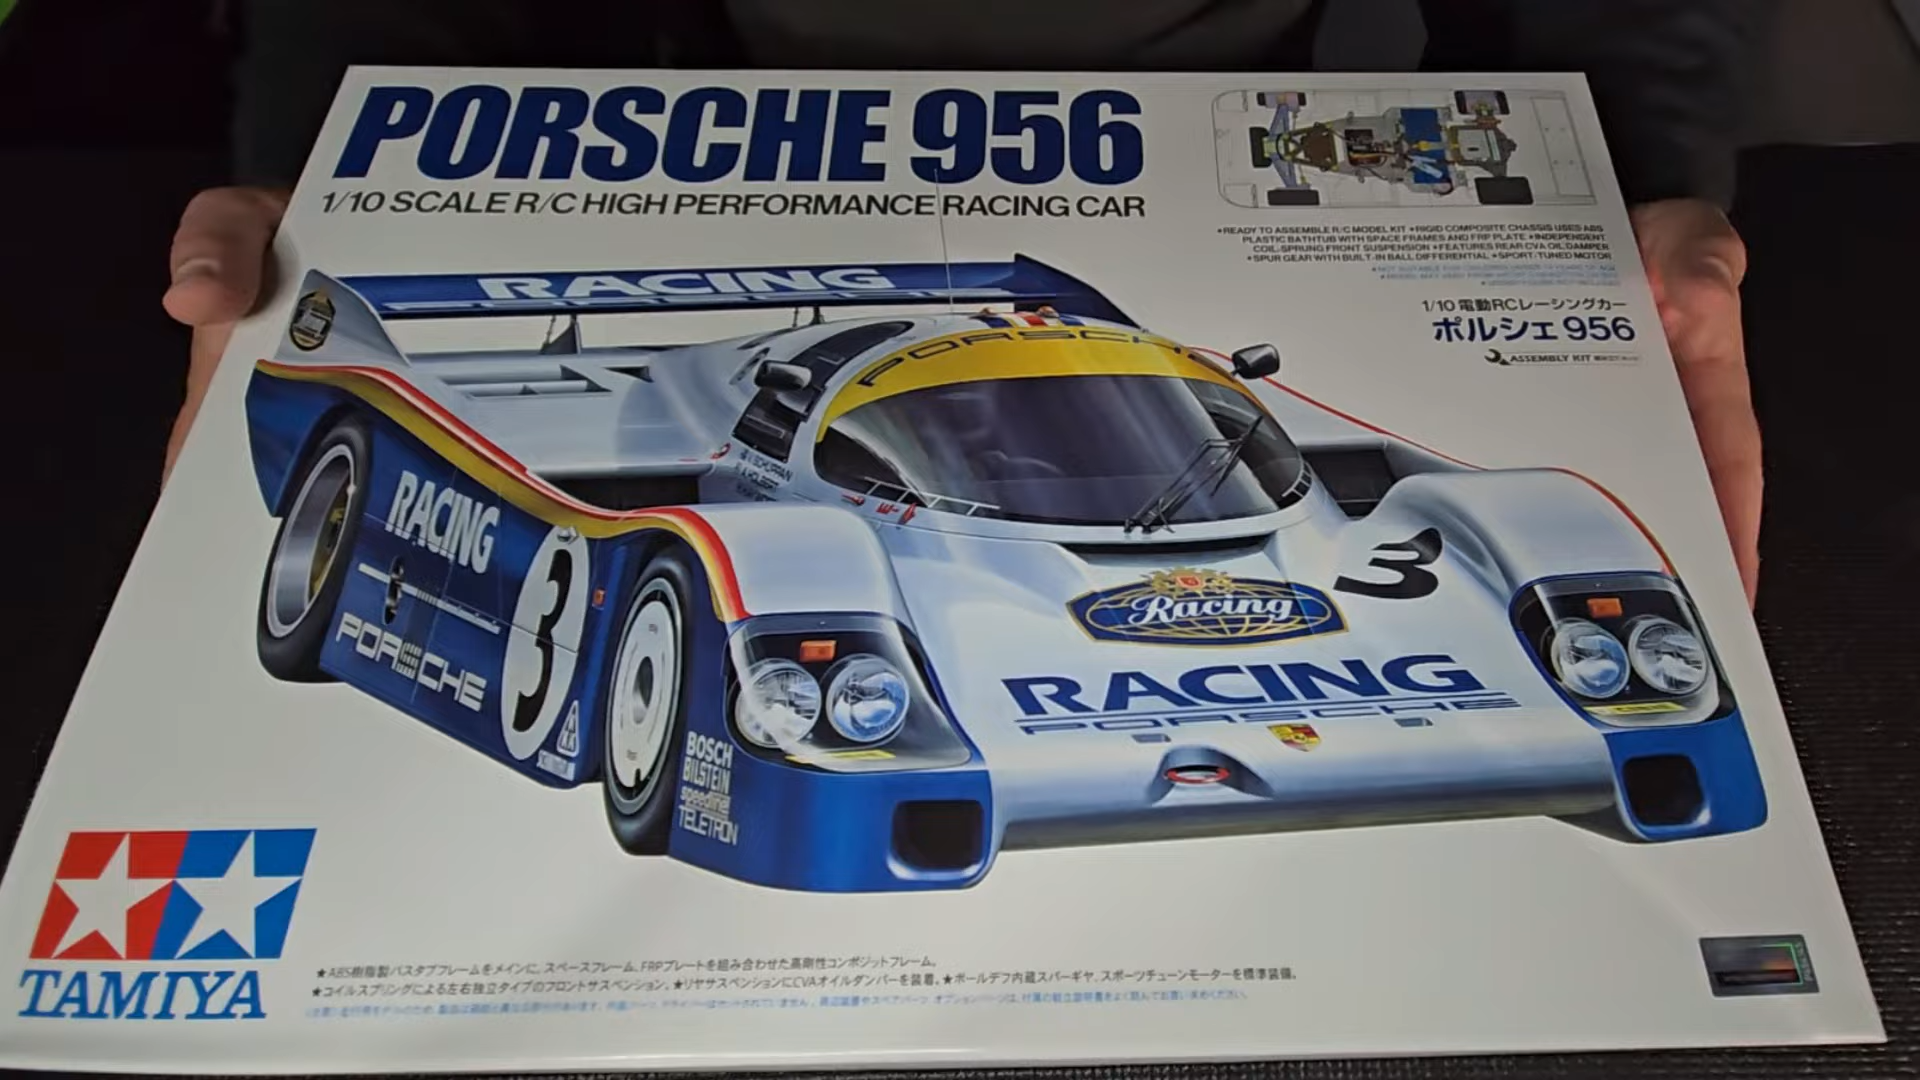 PORSCHE 956
1/10 SCALE R/C HIGH PERFORMANCE RACING CAR
★READY TO ASSEMBLE R/C MODEL KIT ★RIGID COMPOSITE CHASSIS USES ABS
PLASTIC BATHTUB WITH SPACE FRAMES AND FRP PLATE ★INDEPENDENT
COIL-SPRUNG FRONT SUSPENSION ★FEATURES REAR CVA OIL DAMPER
★SPUR GEAR WITH BUILT-IN BALL DIFFERENTIAL ★SPORT-TUNED MOTOR
1/10 電動RCレーシングカー
ポルシェ 956
ASSEMBLY KIT
RACING
PORSCHE
V. SCHUPPAN
A. HOLBERT
RACING
3
PORSCHE
3
Racing
RACING
PORSCHE
BOSCH
BILSTEIN
speedline
TELETRON
TAMIYA
★ABS樹脂製バスタブフレームをメインに、スペースフレーム、FRPプレートを組み合わせた高剛性コンポジットフレーム。
★コイルスプリングによる左右独立タイプのフロントサスペンション。★リヤサスペンションにCVAオイルダンパーを装着。★ボールデフ内蔵スパーギヤ、スポーツチューンモーターを標準装備。